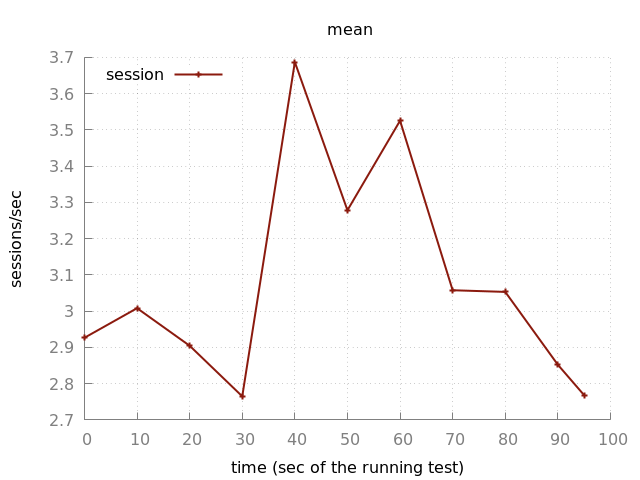 mean
session
3.7
3.6
3.5
3.4
3.3
3.2
3.1
3
2.9
2.8
2.7
sessions/sec
0 10 20 30 40 50 60 70 80 90 100
time (sec of the running test)